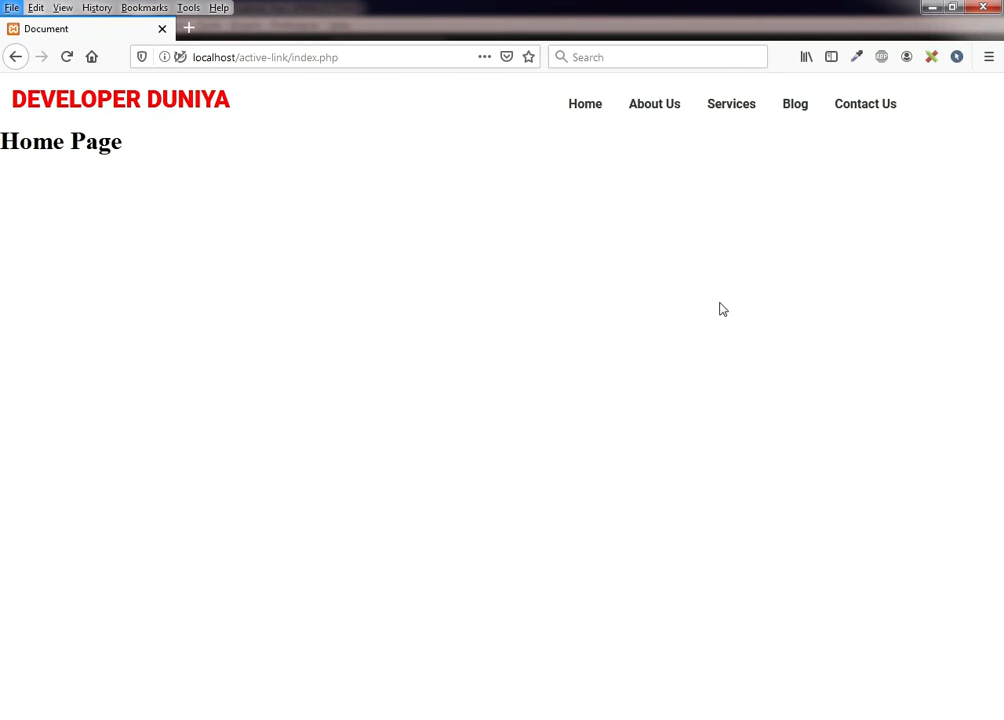 File Edit View History Bookmarks Tools Help
Document
localhost/active-link/index.php
Search
ABP
DEVELOPER DUNIYA
Home About Us Services Blog Contact Us
Home Page